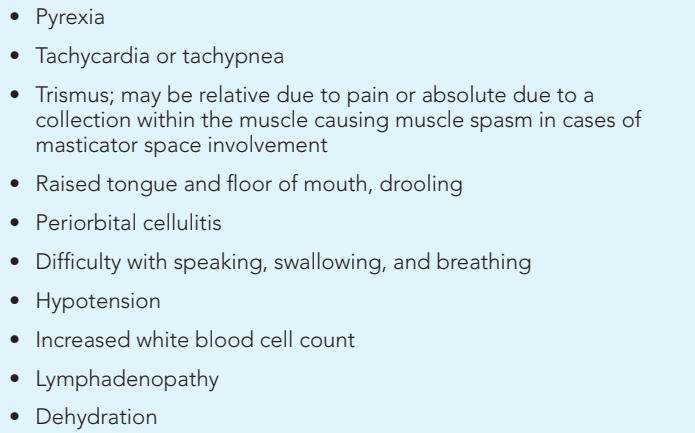 • Pyrexia
• Tachycardia or tachypnea
• Trismus; may be relative due to pain or absolute due to a
collection within the muscle causing muscle spasm in cases of
masticator space involvement
• Raised tongue and floor of mouth, drooling
• Periorbital cellulitis
• Difficulty with speaking, swallowing, and breathing
• Hypotension
• Increased white blood cell count
• Lymphadenopathy
• Dehydration